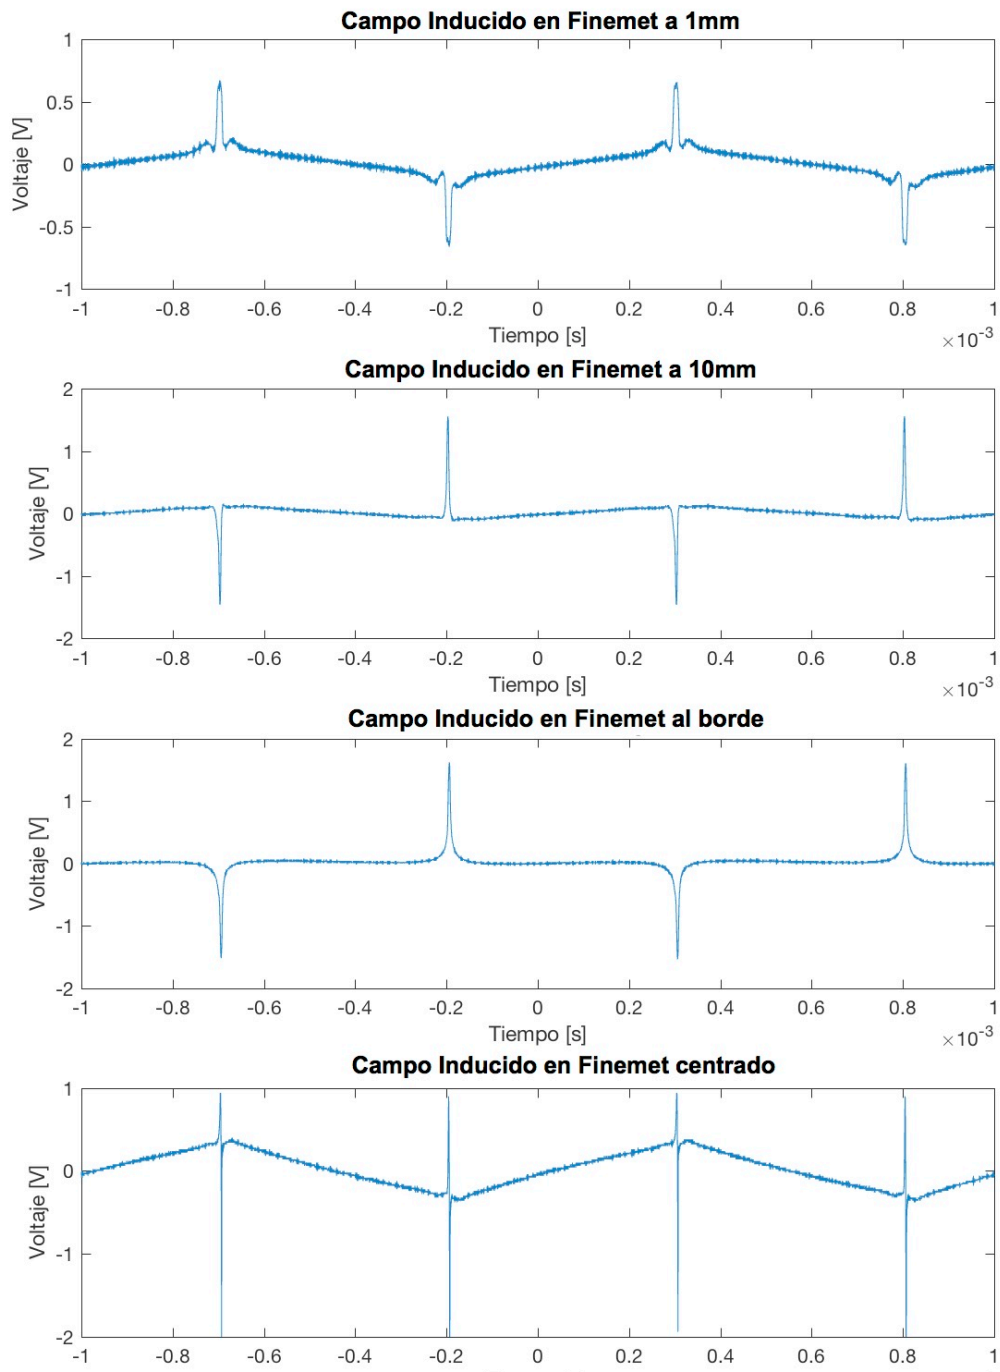 Campo Inducido en Finemet a 1mm
1
0.5
0
-0.5
-1
Voltaje [V]
-1 -0.8 -0.6 -0.4 -0.2 0 0.2 0.4 0.6 0.8 1
Tiempo [s]
×10-3
Campo Inducido en Finemet a 10mm
2
1
0
-1
-2
Voltaje [V]
-1 -0.8 -0.6 -0.4 -0.2 0 0.2 0.4 0.6 0.8 1
Tiempo [s]
×10-3
Campo Inducido en Finemet al borde
2
1
0
-1
-2
Voltaje [V]
-1 -0.8 -0.6 -0.4 -0.2 0 0.2 0.4 0.6 0.8 1
Tiempo [s]
×10-3
Campo Inducido en Finemet centrado
1
0
-1
-2
Voltaje [V]
-1 -0.8 -0.6 -0.4 -0.2 0 0.2 0.4 0.6 0.8 1